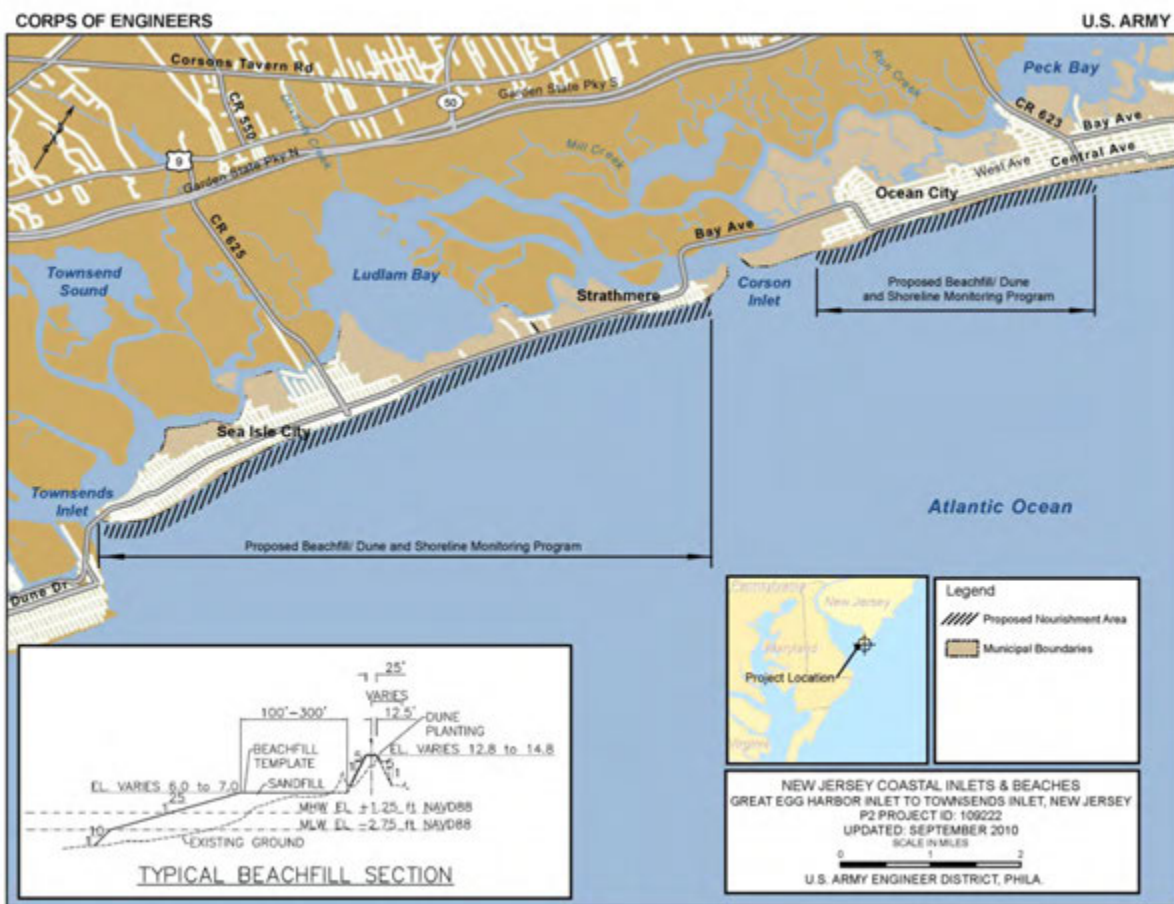 CORPS OF ENGINEERS
U.S. ARMY
Corsons Tavern Rd
CR 550
50
Garden State Pky S
9
Garden State Pky N
Mill Creek
CR 623
Peck Bay
Bay Ave
Central Ave
West Ave
Ocean City
CR 625
Townsend
Sound
Ludlam Bay
Bay Ave
Strathmere
Corson
Inlet
Proposed Beachfill/ Dune
and Shoreline Monitoring Program
Sea Isle City
Townsends
Inlet
Atlantic Ocean
Proposed Beachfill/ Dune and Shoreline Monitoring Program
Dune Dr
Pennsylvania
New Jersey
Maryland
Project Location
Virginia
Legend
Proposed Nourishment Area
Municipal Boundaries
25'
VARIES
100'-300'
12.5'
DUNE
PLANTING
BEACHFILL
TEMPLATE
EL. VARIES 12.8 to 14.8
EL. VARIES 6.0 to 7.0
SANDFILL
25
1
MHW EL +1.25 ft NAVD88
MLW EL -2.75 ft NAVD88
10
1
EXISTING GROUND
TYPICAL BEACHFILL SECTION
NEW JERSEY COASTAL INLETS & BEACHES
GREAT EGG HARBOR INLET TO TOWNSENDS INLET, NEW JERSEY
P2 PROJECT ID: 109222
UPDATED: SEPTEMBER 2010
SCALE IN MILES
0 1 2
U.S. ARMY ENGINEER DISTRICT, PHILA.